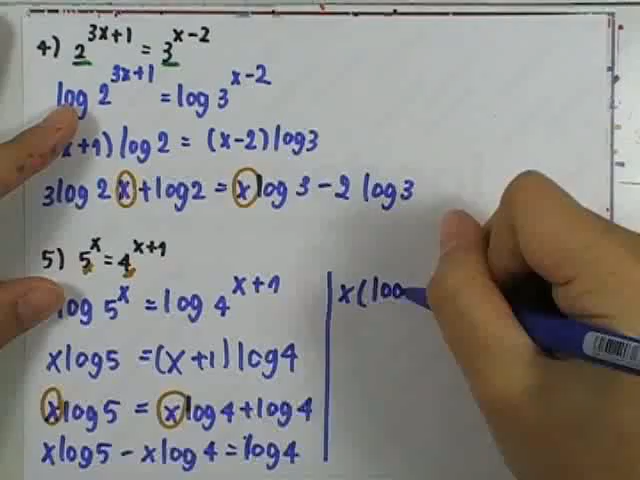 4) 2^{3x+1} = 3^{x-2}
log 2^{3x+1} = log 3^{x-2}
x+1) log 2 = (x-2) log 3
3 log 2 x + log 2 = x log 3 - 2 log 3
5) 5^x = 4^{x+1}
log 5^x = log 4^{x+1}
x log 5 = (x+1) log 4
x log 5 = x log 4 + log 4
x log 5 - x log 4 = log 4
x (log